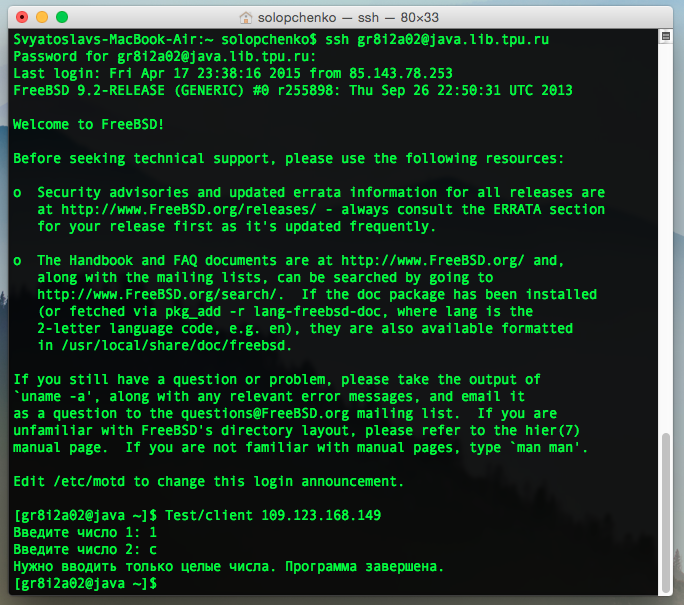 solopchenko — ssh — 80×33
Svyatoslavs-MacBook-Air:~ solopchenko$ ssh gr8i2a02@java.lib.tpu.ru
Password for gr8i2a02@java.lib.tpu.ru:
Last login: Fri Apr 17 23:38:16 2015 from 85.143.78.253
FreeBSD 9.2-RELEASE (GENERIC) #0 r255898: Thu Sep 26 22:50:31 UTC 2013

Welcome to FreeBSD!

Before seeking technical support, please use the following resources:

o  Security advisories and updated errata information for all releases are
   at http://www.FreeBSD.org/releases/ - always consult the ERRATA section
   for your release first as it's updated frequently.

o  The Handbook and FAQ documents are at http://www.FreeBSD.org/ and,
   along with the mailing lists, can be searched by going to
   http://www.FreeBSD.org/search/.  If the doc package has been installed
   (or fetched via pkg_add -r lang-freebsd-doc, where lang is the
   2-letter language code, e.g. en), they are also available formatted
   in /usr/local/share/doc/freebsd.

If you still have a question or problem, please take the output of
`uname -a', along with any relevant error messages, and email it
as a question to the questions@FreeBSD.org mailing list.  If you are
unfamiliar with FreeBSD's directory layout, please refer to the hier(7)
manual page.  If you are not familiar with manual pages, type `man man'.

Edit /etc/motd to change this login announcement.

[gr8i2a02@java ~]$ Test/client 109.123.168.149
Введите число 1: 1
Введите число 2: c
Нужно вводить только целые числа. Программа завершена.
[gr8i2a02@java ~]$